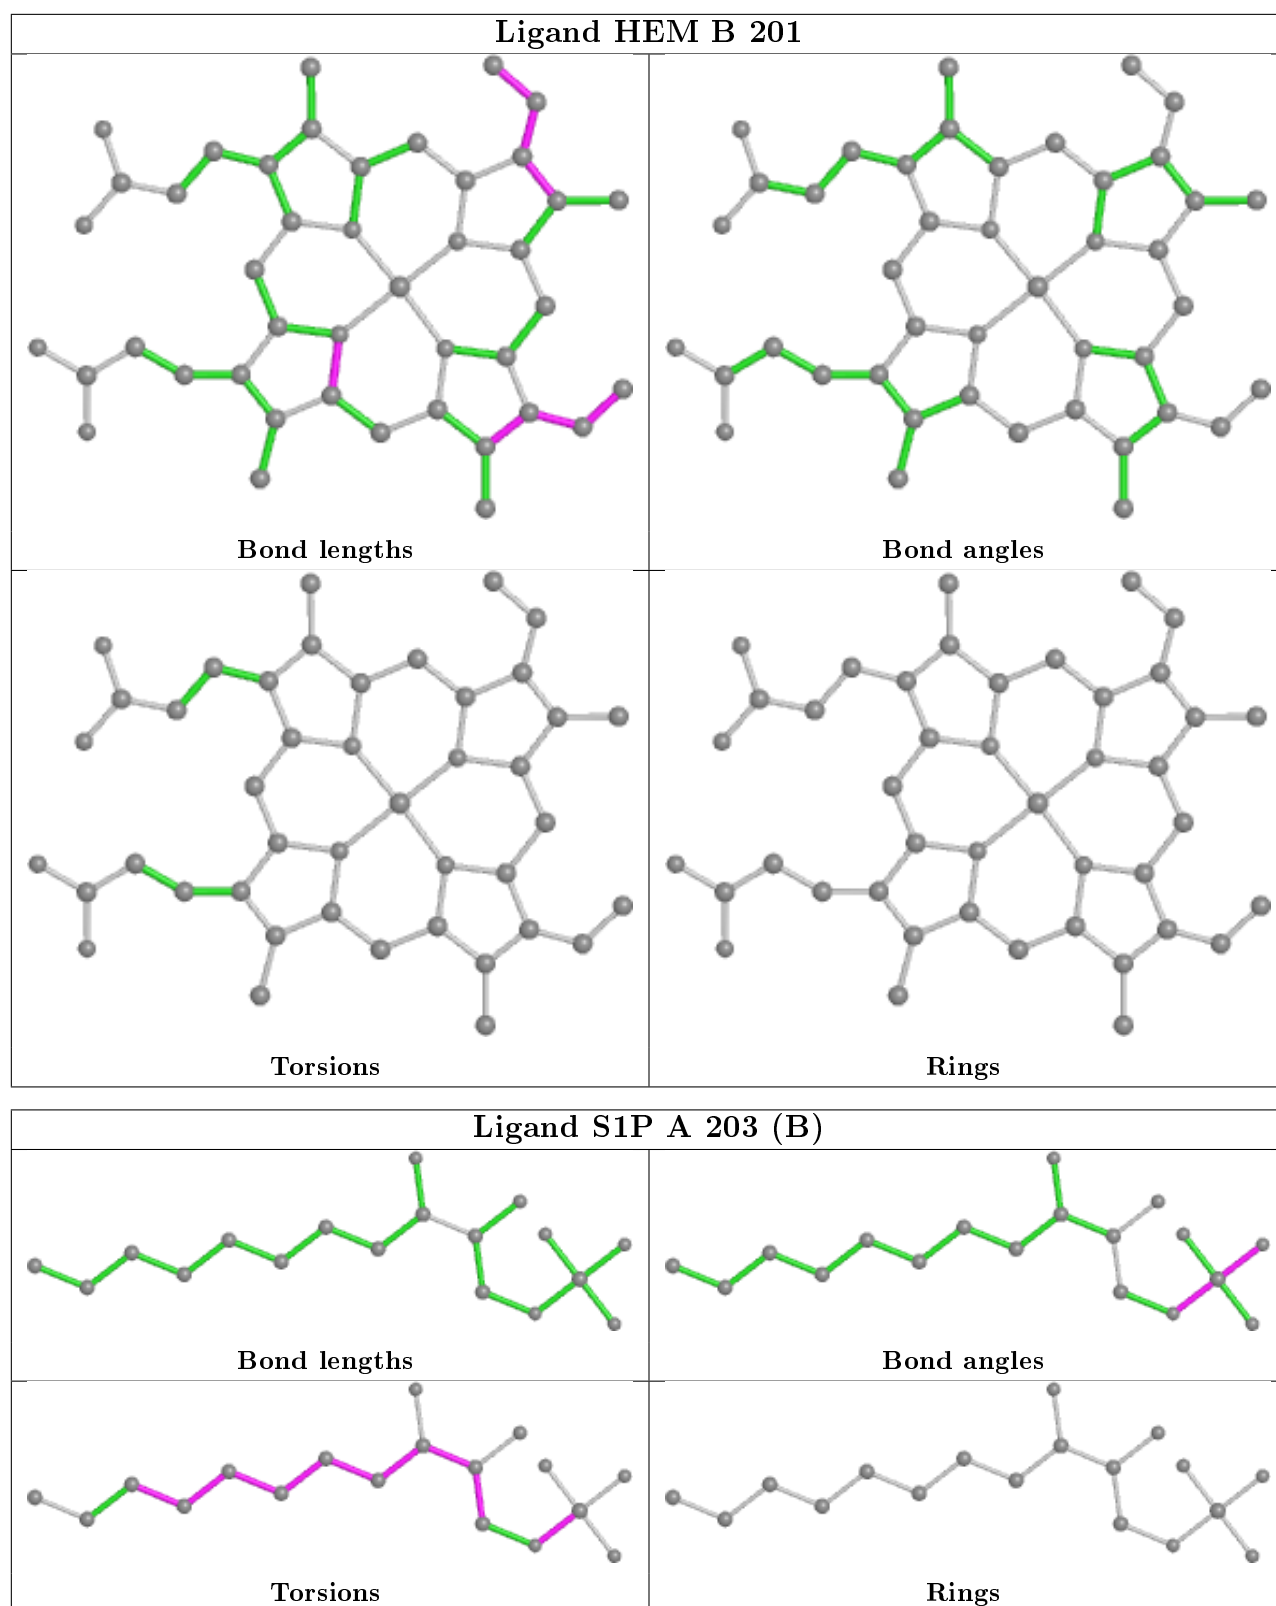 Ligand HEM B 201
Bond lengths
Bond angles
Torsions
Rings
Ligand S1P A 203 (B)
Bond lengths
Bond angles
Torsions
Rings